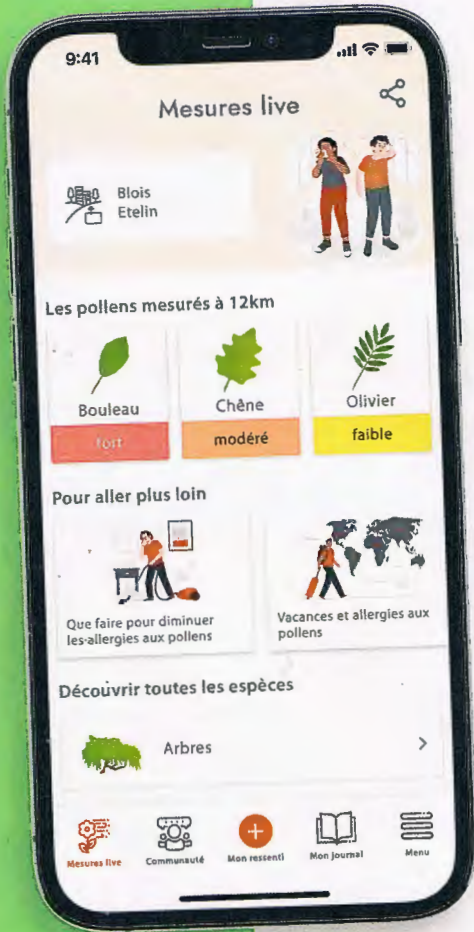 9:41
Mesures live
Blois
Etelin
Les pollens mesurés à 12km
Bouleau
Chêne
Olivier
fort
modéré
faible
Pour aller plus loin
Que faire pour diminuer
les allergies aux pollens
Vacances et allergies aux
pollens
Découvrir toutes les espèces
Arbres
Mesures live
Communauté
Mon ressenti
Mon journal
Menu